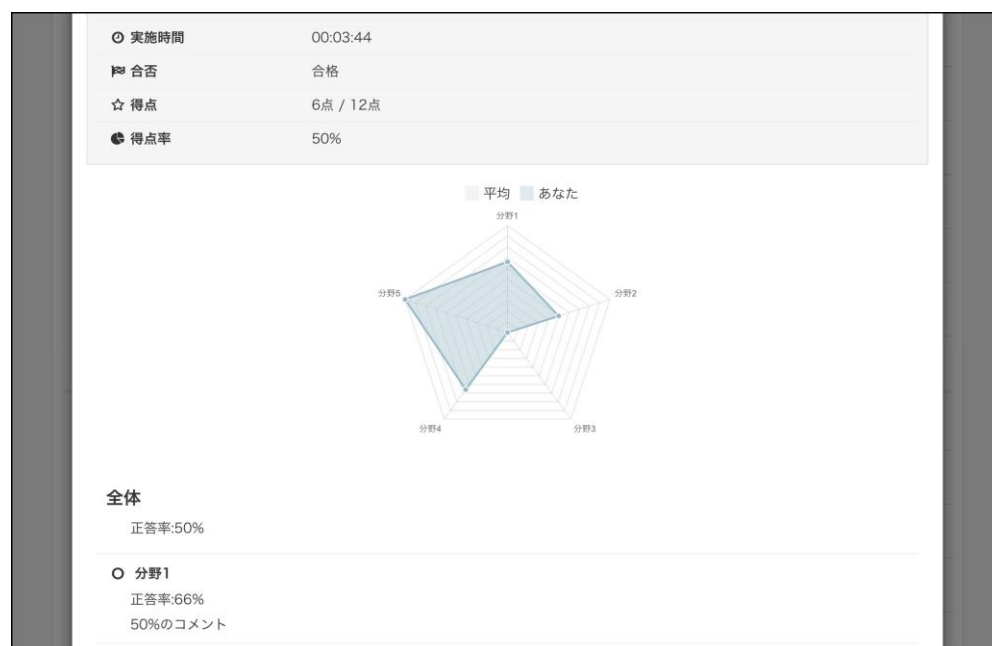 実施時間 00:03:44
合否 合格
得点 6点 / 12点
得点率 50%
平均 あなた
分野1
分野5 分野2
分野4 分野3
全体
正答率:50%
分野1
正答率:66%
50%のコメント